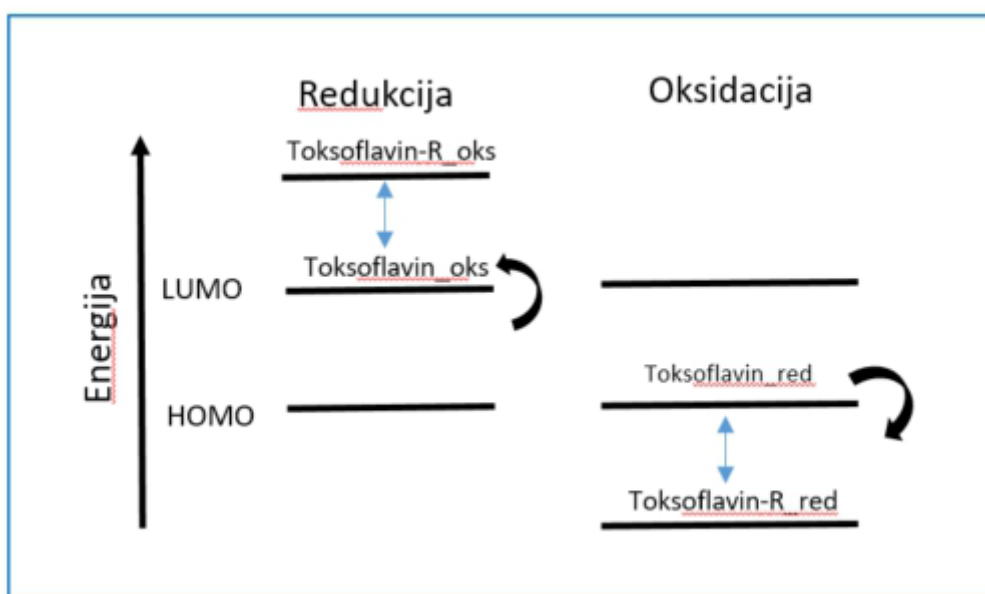 Redukcija
Oksidacija
Toksoflavin-R_oks
Toksoflavin_oks
LUMO
Energija
Toksoflavin_red
HOMO
Toksoflavin-R_red